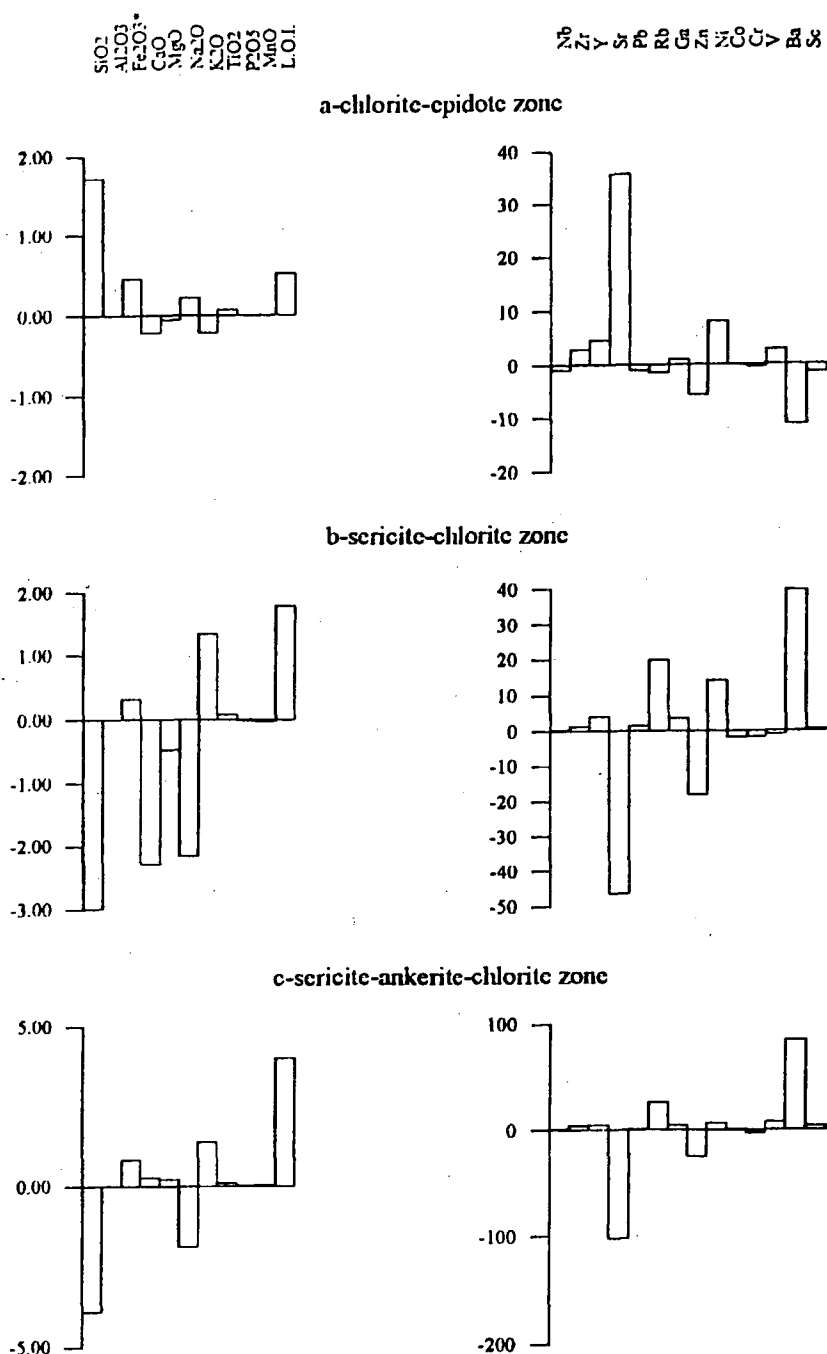 SiO2
Al2O3
Fe2O3*
CaO
MgO
Na2O
K2O
TiO2
P2O5
MnO
L.O.I.
Nb
Zr
Y
Sr
Pb
Rb
Ga
Zn
Ni
Co
Cr
V
Ba
Sc
a-chlorite-epidote zone
2.00
1.00
0.00
-1.00
-2.00
40
30
20
10
0
-10
-20
b-sericite-chlorite zone
2.00
1.00
0.00
-1.00
-2.00
-3.00
40
30
20
10
0
-10
-20
-30
-40
-50
c-sericite-ankerite-chlorite zone
5.00
0.00
-5.00
100
0
-100
-200